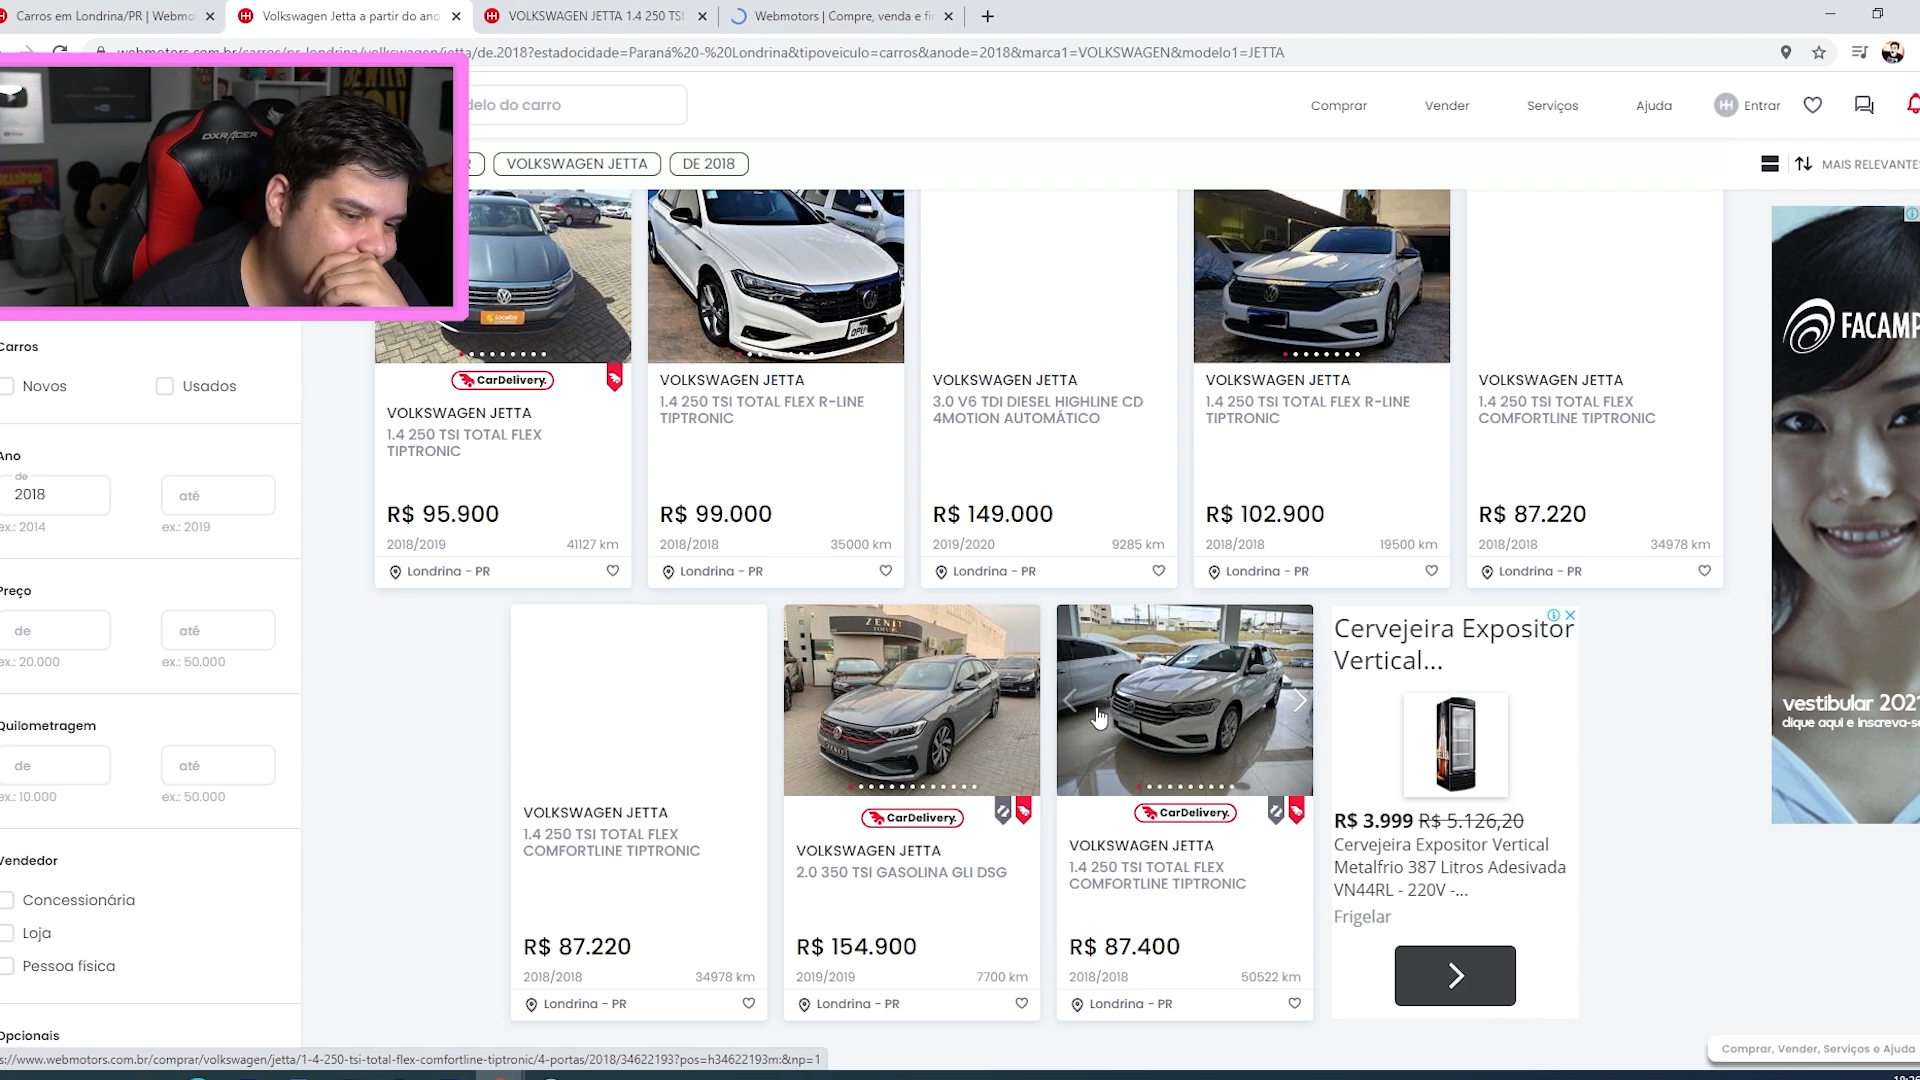 Carros em Londrina/PR | Webmo
Volkswagen Jetta a partir do ano
VOLKSWAGEN JETTA 1.4 250 TSI
Webmotors | Compre, venda e fi
webmotors.com.br/carros/pr-londrina/volkswagen/jetta/de.2018?estadocidade=Paraná%20-%20Londrina&tipoveiculo=carros&anode=2018&marca1=VOLKSWAGEN&modelo1=JETTA
delo do carro
Comprar
Vender
Serviços
Ajuda
Entrar
VOLKSWAGEN JETTA
DE 2018
MAIS RELEVANTES
DXRACER
Carros
Novos
Usados
Ano
de
2018
até
ex.: 2014
ex.: 2019
Preço
de
até
ex.: 20.000
ex.: 50.000
Quilometragem
de
até
ex.: 10.000
ex.: 50.000
Vendedor
Concessionária
Loja
Pessoa física
Opcionais
Localiza
CarDelivery.
VOLKSWAGEN JETTA
1.4 250 TSI TOTAL FLEX
TIPTRONIC
R$ 95.900
2018/2019
41127 km
Londrina - PR
VOLKSWAGEN JETTA
1.4 250 TSI TOTAL FLEX R-LINE
TIPTRONIC
R$ 99.000
2018/2018
35000 km
Londrina - PR
VOLKSWAGEN JETTA
3.0 V6 TDI DIESEL HIGHLINE CD
4MOTION AUTOMÁTICO
R$ 149.000
2019/2020
9285 km
Londrina - PR
VOLKSWAGEN JETTA
1.4 250 TSI TOTAL FLEX R-LINE
TIPTRONIC
R$ 102.900
2018/2018
19500 km
Londrina - PR
VOLKSWAGEN JETTA
1.4 250 TSI TOTAL FLEX
COMFORTLINE TIPTRONIC
R$ 87.220
2018/2018
34978 km
Londrina - PR
VOLKSWAGEN JETTA
1.4 250 TSI TOTAL FLEX
COMFORTLINE TIPTRONIC
R$ 87.220
2018/2018
34978 km
Londrina - PR
ZENIT
CarDelivery.
VOLKSWAGEN JETTA
2.0 350 TSI GASOLINA GLI DSG
R$ 154.900
2019/2019
7700 km
Londrina - PR
CarDelivery.
VOLKSWAGEN JETTA
1.4 250 TSI TOTAL FLEX
COMFORTLINE TIPTRONIC
R$ 87.400
2018/2018
50522 km
Londrina - PR
Cervejeira Expositor
Vertical...
R$ 3.999 R$ 5.126,20
Cervejeira Expositor Vertical
Metalfrio 387 Litros Adesivada
VN44RL - 220V -...
Frigelar
FACAMP
vestibular 202
clique aqui e inscreva-se
Comprar, Vender, Serviços e Ajuda
s://www.webmotors.com.br/comprar/volkswagen/jetta/1-4-250-tsi-total-flex-comfortline-tiptronic/4-portas/2018/34622193?pos=h34622193m:&np=1